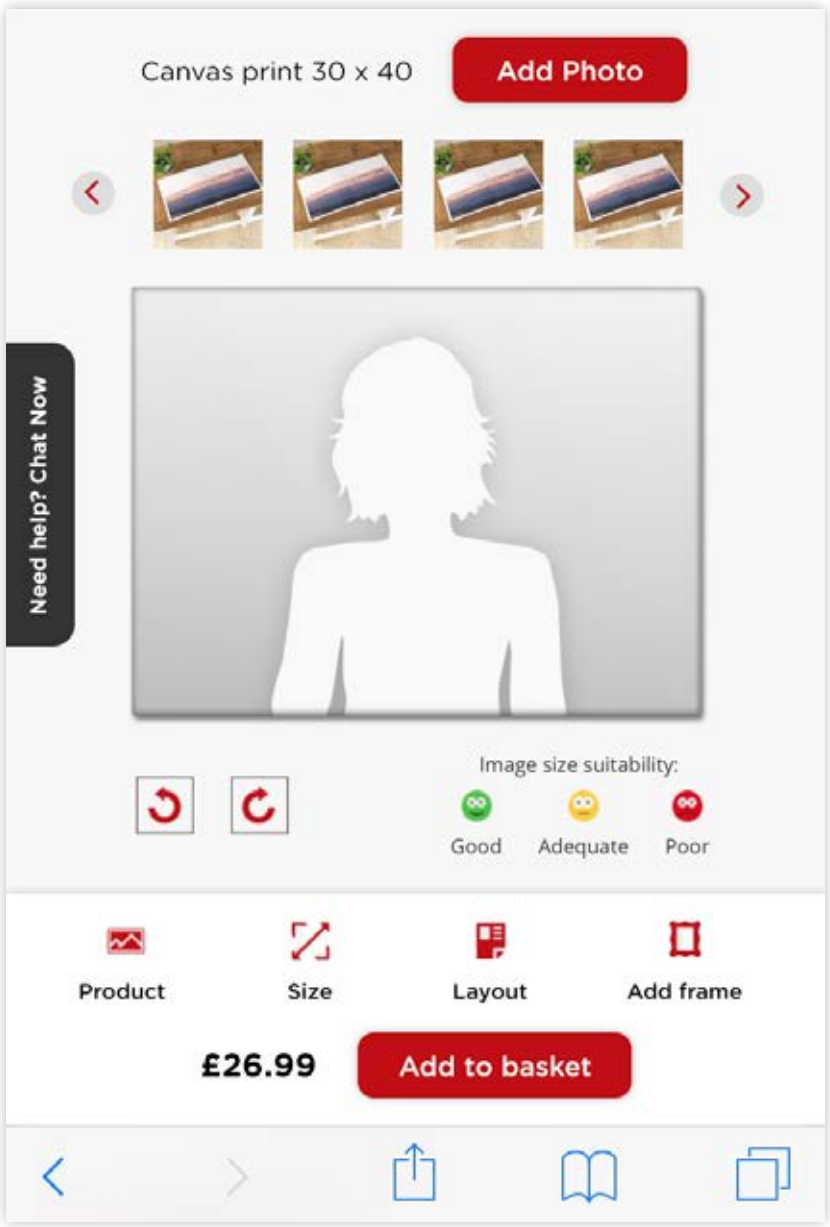 Canvas print 30 x 40
Add Photo
Need help? Chat Now
Image size suitability:
Good Adequate Poor
Product Size Layout Add frame
£26.99 Add to basket